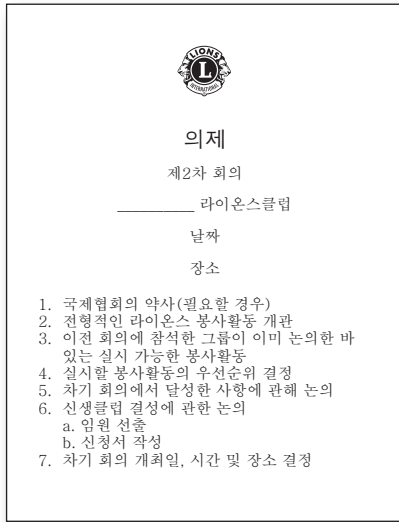 LIONS
L
INTERNATIONAL
의제
제2차 회의
__________ 라이온스클럽
날짜
장소
1. 국제협회의 약사(필요할 경우)
2. 전형적인 라이온스 봉사활동 개관
3. 이전 회의에 참석한 그룹이 이미 논의한 바
있는 실시 가능한 봉사활동
4. 실시할 봉사활동의 우선순위 결정
5. 차기 회의에서 달성한 사항에 관해 논의
6. 신생클럽 결성에 관한 논의
a. 임원 선출
b. 신청서 작성
7. 차기 회의 개최일, 시간 및 장소 결정